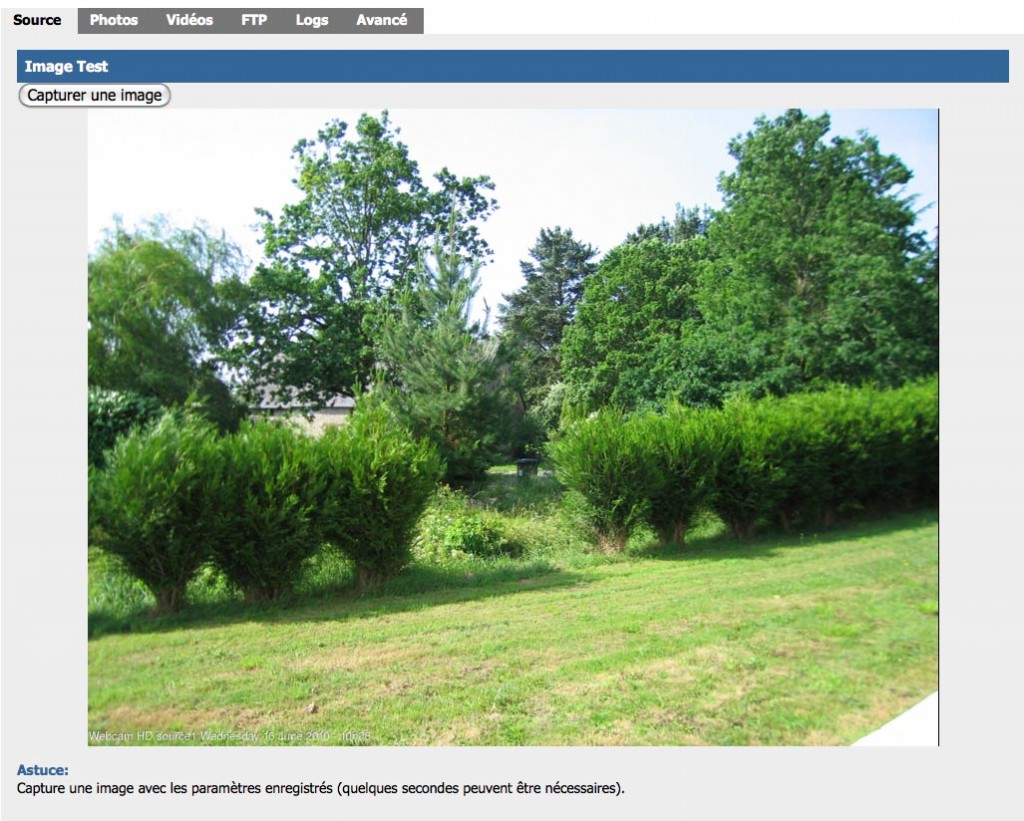 Source Photos Vidéos FTP Logs Avancé
Image Test
Capturer une image
Webcam HD source1 Wednesday, 16 June 2010 -
Astuce:
Capture une image avec les paramètres enregistrés (quelques secondes peuvent être nécessaires).